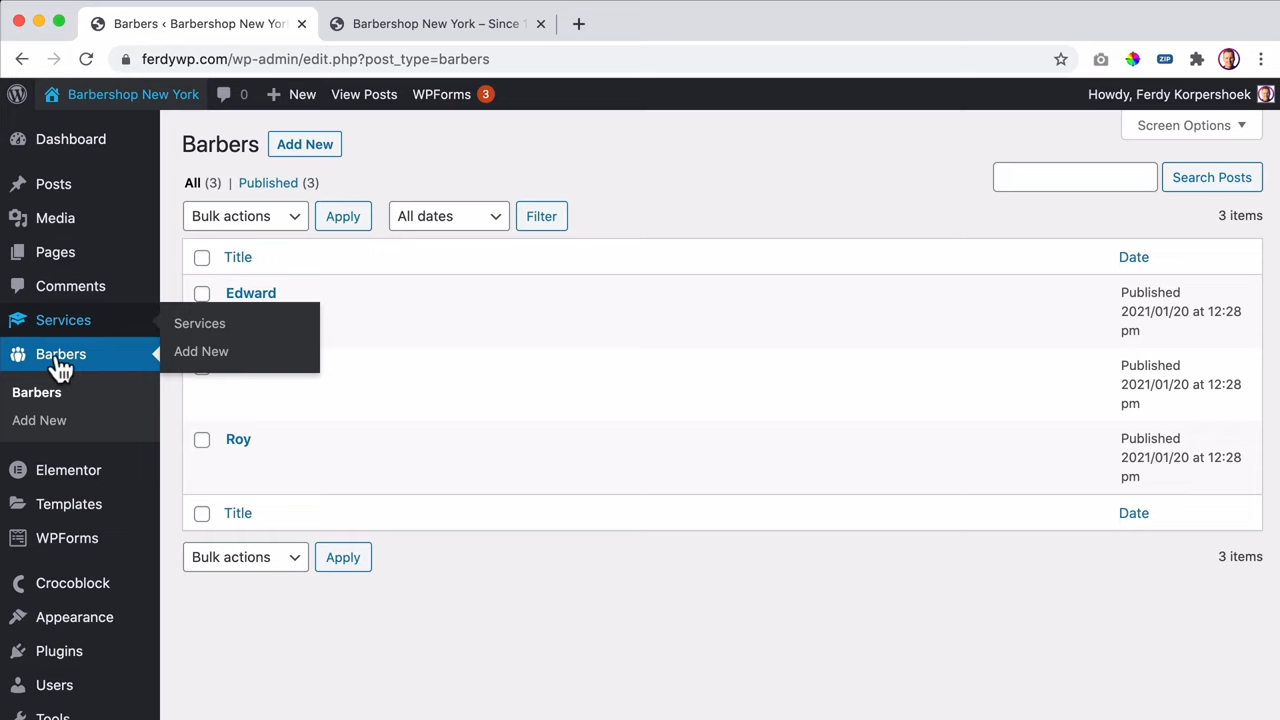 Barbers ‹ Barbershop New Yor
Barbershop New York – Since 1
ferdywp.com/wp-admin/edit.php?post_type=barbers
ZIP
Barbershop New York 0 New View Posts WPForms 3 Howdy, Ferdy Korpershoek
Dashboard
Posts
Media
Pages
Comments
Services
Barbers
Barbers
Add New
Elementor
Templates
WPForms
Crocoblock
Appearance
Plugins
Users
Tools
Services
Add New
Screen Options
Barbers Add New
All (3) | Published (3)
Search Posts
Bulk actions Apply All dates Filter 3 items
Title Date
Edward Published
2021/01/20 at 12:28
pm
Published
2021/01/20 at 12:28
pm
Roy Published
2021/01/20 at 12:28
pm
Title Date
Bulk actions Apply 3 items